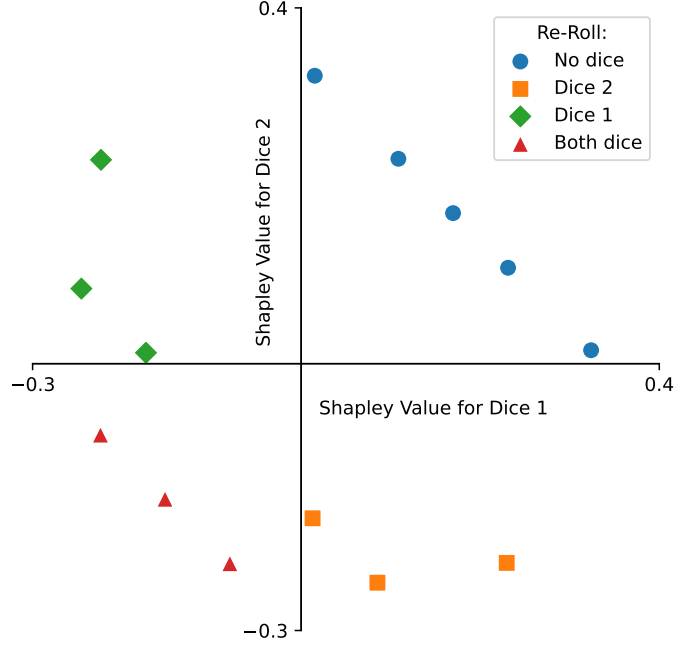 0.4
Re-Roll:
No dice
Dice 2
Dice 1
Both dice
Shapley Value for Dice 2
−0.3
0.4
Shapley Value for Dice 1
−0.3